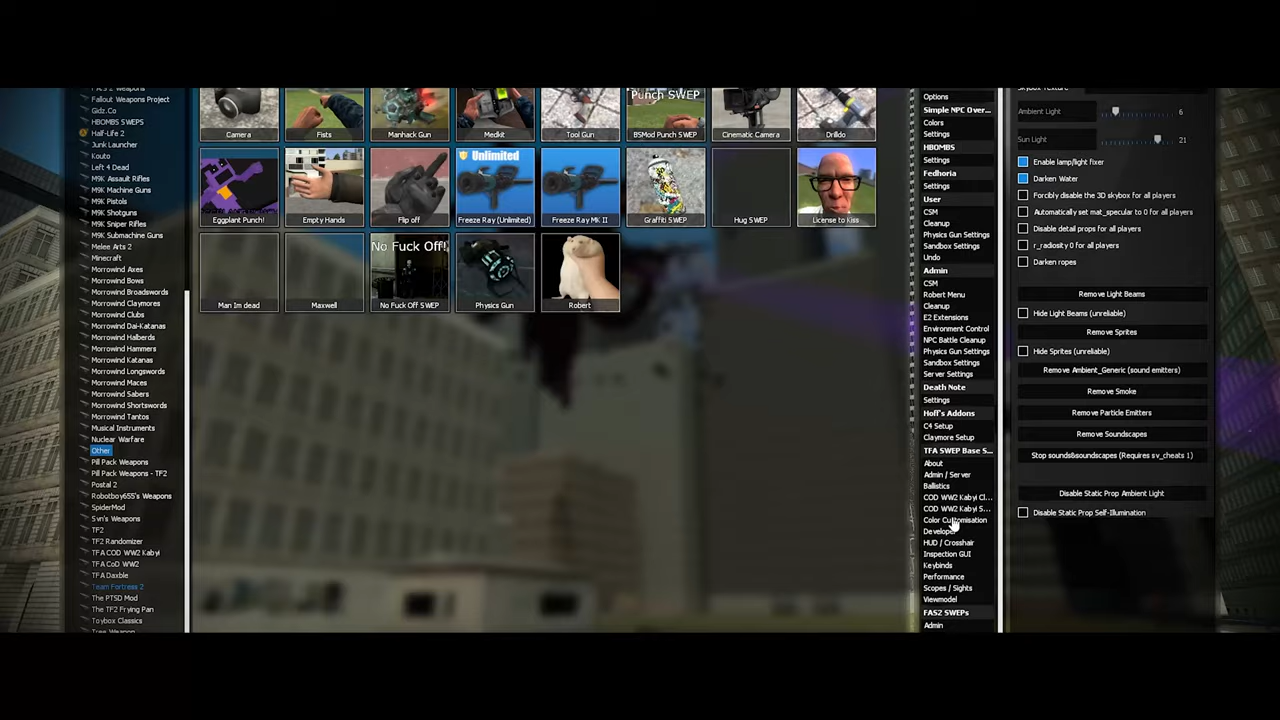 Fallout Weapons Project
Gidz.Co
HBOMBS SWEPS
Half-Life 2
Junk Launcher
Kouto
Left 4 Dead
M9K Assault Rifles
M9K Machine Guns
M9K Pistols
M9K Shotguns
M9K Sniper Rifles
M9K Submachine Guns
Melee Arts 2
Minecraft
Morrowind Axes
Morrowind Bows
Morrowind Broadswords
Morrowind Claymores
Morrowind Clubs
Morrowind Dai-Katanas
Morrowind Halberds
Morrowind Hammers
Morrowind Katanas
Morrowind Longswords
Morrowind Maces
Morrowind Sabers
Morrowind Shortswords
Morrowind Tantos
Musical Instruments
Nuclear Warfare
Other
Pill Pack Weapons
Pill Pack Weapons - TF2
Postal 2
Robotboy655's Weapons
SpiderMod
Svn's Weapons
TF2
TF2 Randomizer
TFA COD WW2 Kabyl
TFA CoD WW2
TFA Daxble
Team Fortress 2
The PTSD Mod
The TF2 Frying Pan
Toybox Classics
Punch SWEP
Camera
Fists
Manhack Gun
Medkit
Tool Gun
BSMod Punch SWEP
Cinematic Camera
Drilldo
Unlimited
Eggplant Punch!
Empty Hands
Flip off
Freeze Ray (Unlimited)
Freeze Ray MK II
Graffiti SWEP
Hug SWEP
License to Kiss
No Fuck Off!
Man Im dead
Maxwell
No Fuck Off SWEP
Physics Gun
Robert
Options
Simple NPC Over...
Colors
Settings
HBOMBS
Settings
Fedhoria
Settings
User
CSM
Cleanup
Physics Gun Settings
Sandbox Settings
Undo
Admin
CSM
Robert Menu
Cleanup
E2 Extensions
Environment Control
NPC Battle Cleanup
Physics Gun Settings
Sandbox Settings
Server Settings
Death Note
Settings
Hoff's Addons
C4 Setup
Claymore Setup
TFA SWEP Base S...
About
Admin / Server
Ballistics
COD WW2 Kabyl Cl...
COD WW2 Kabyl S...
Color Customisation
Developer
HUD / Crosshair
Inspection GUI
Keybinds
Performance
Scopes / Sights
Viewmodel
FAS2 SWEPs
Admin
Skybox Texture
Ambient Light 6
Sun Light 21
Enable lamp/light fixer
Darken Water
Forcibly disable the 3D skybox for all players
Automatically set mat_specular to 0 for all players
Disable detail props for all players
r_radiosity 0 for all players
Darken ropes
Remove Light Beams
Hide Light Beams (unreliable)
Remove Sprites
Hide Sprites (unreliable)
Remove Ambient_Generic (sound emitters)
Remove Smoke
Remove Particle Emitters
Remove Soundscapes
Stop sounds&soundscapes (Requires sv_cheats 1)
Disable Static Prop Ambient Light
Disable Static Prop Self-Illumination